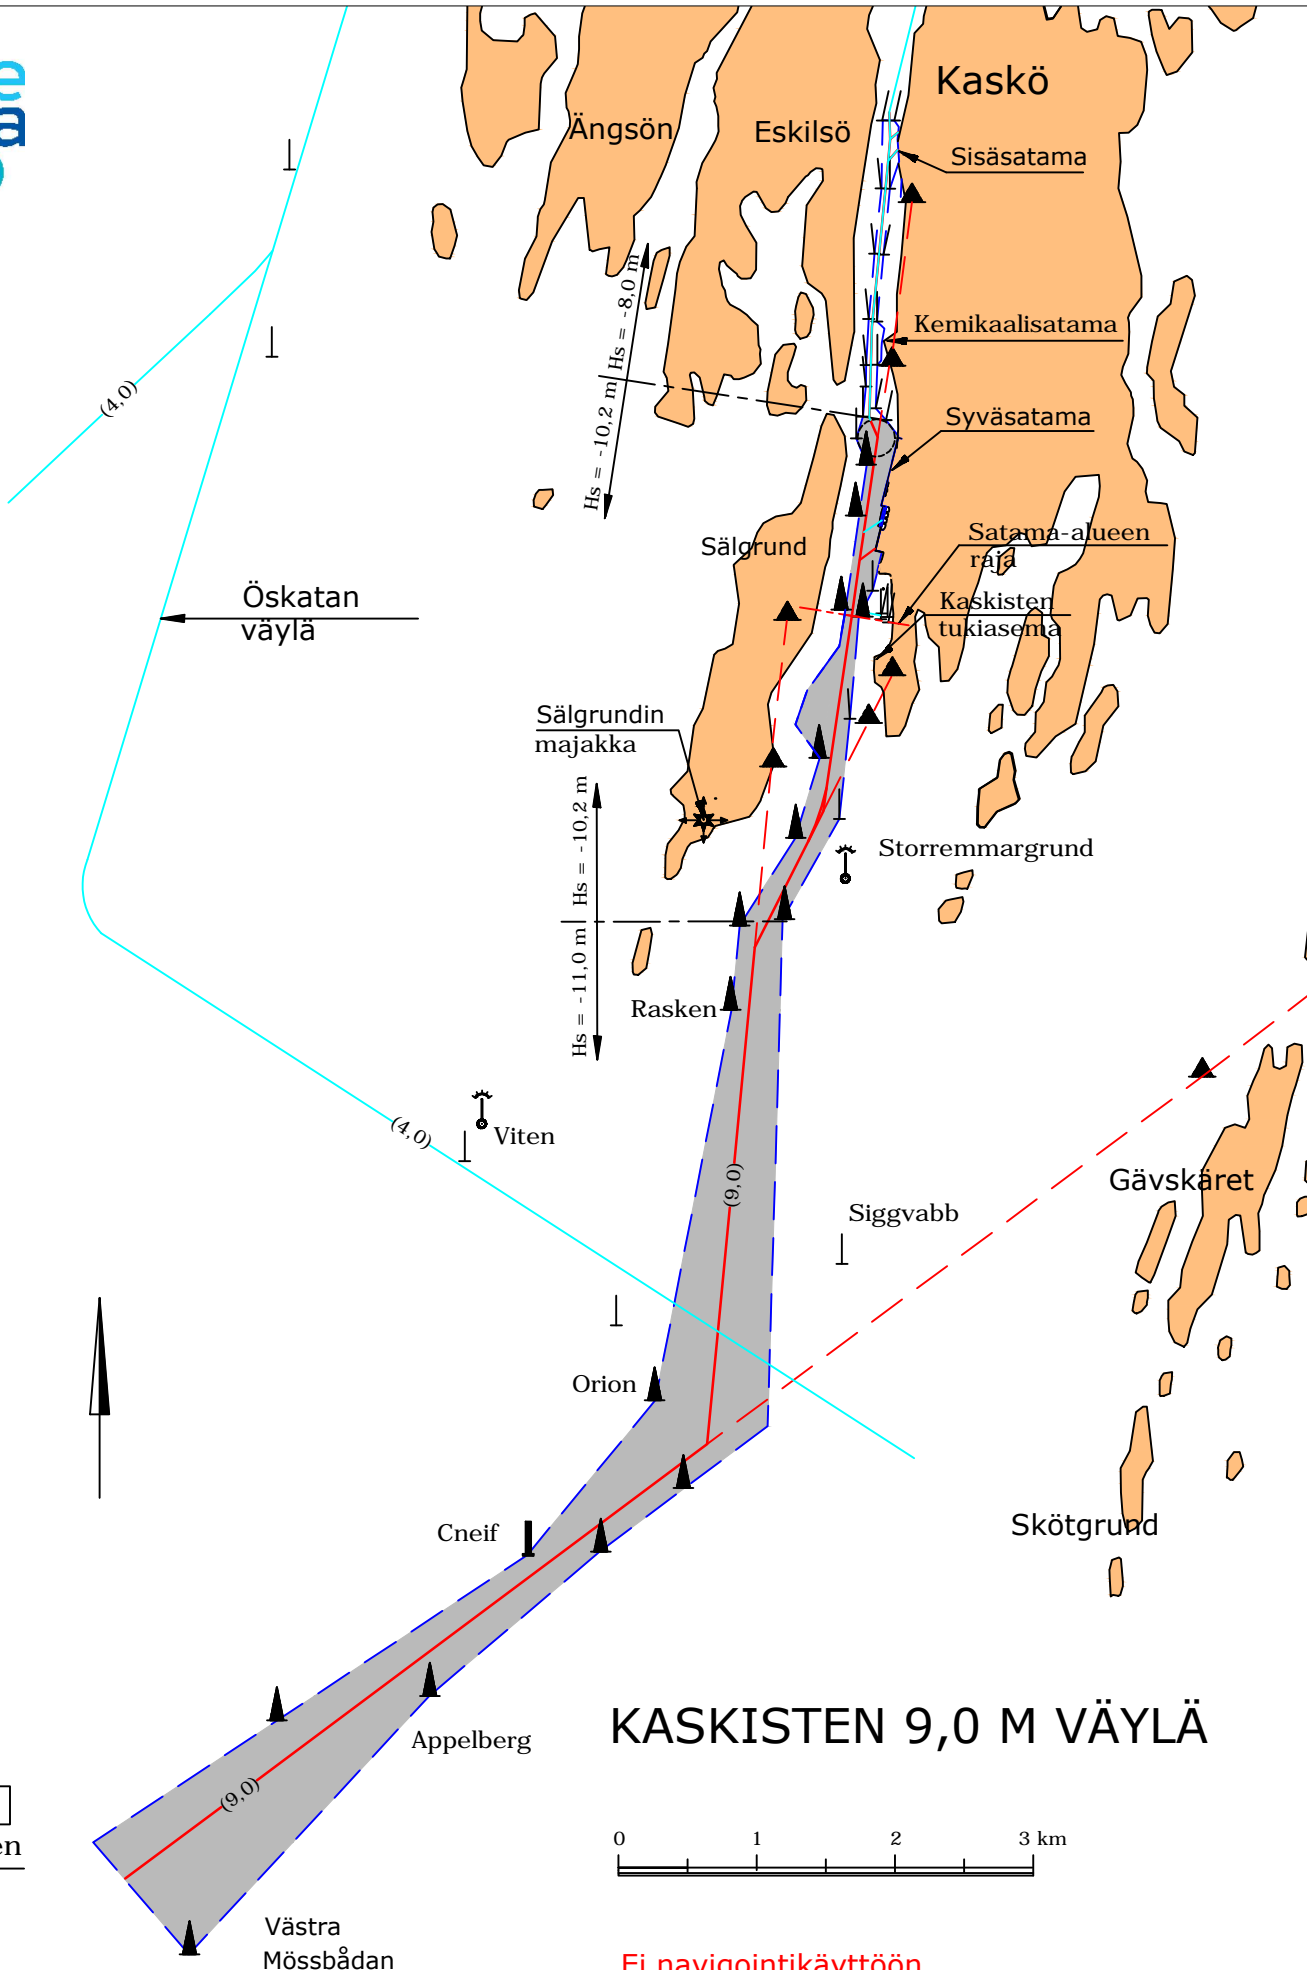 Kaskö
Ängsön
Eskilsö
Sisäsatama
Hs = -8,0 m
Kemikaalisatama
(4,0)
Hs = -10,2 m
Syväsatama
Sälgrund
Satama-alueen
raja
Öskatan
väylä
Kaskisten
tukiasema
Sälgrundin
majakka
Hs = -10,2 m
Storremmargrund
Hs = -11,0 m
Rasken
(4,0)
Viten
(9,0)
Gävskäret
Siggvabb
Orion
Skötgrund
Cneif
KASKISTEN 9,0 M VÄYLÄ
Appelberg
(9,0)
en
0 1 2 3 km
Västra
Mössbådan
Ei navigointikäyttöön